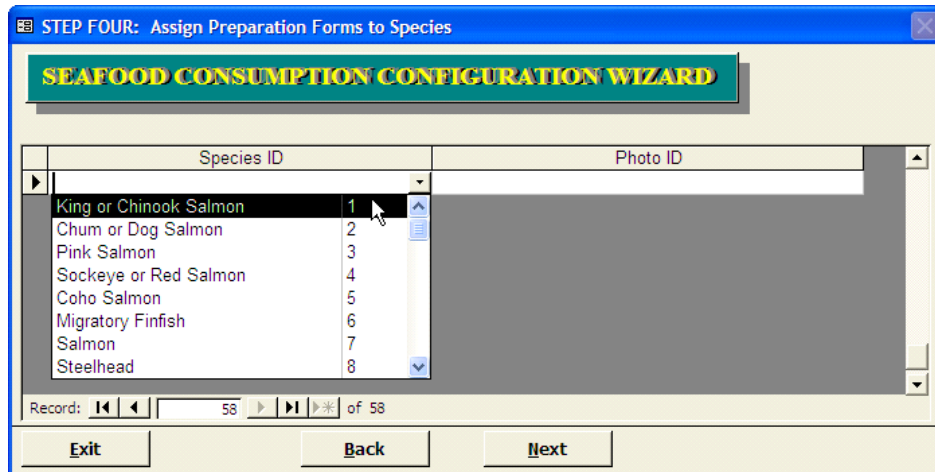 STEP FOUR: Assign Preparation Forms to Species
SEAFOOD CONSUMPTION CONFIGURATION WIZARD
Species ID Photo ID
King or Chinook Salmon 1
Chum or Dog Salmon 2
Pink Salmon 3
Sockeye or Red Salmon 4
Coho Salmon 5
Migratory Finfish 6
Salmon 7
Steelhead 8
Record: 58 of 58
Exit Back Next